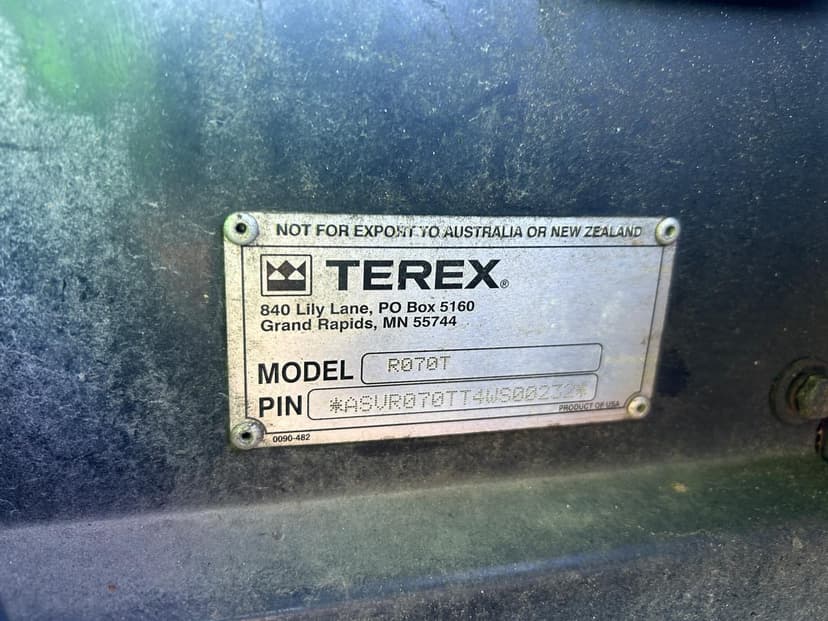 NOT FOR EXPORT TO AUSTRALIA OR NEW ZEALAND
TEREX®
840 Lily Lane, PO Box 5160
Grand Rapids, MN 55744
MODEL R070T
PIN *ASVR070TT4WS00232*
PRODUCT OF USA
0090-482